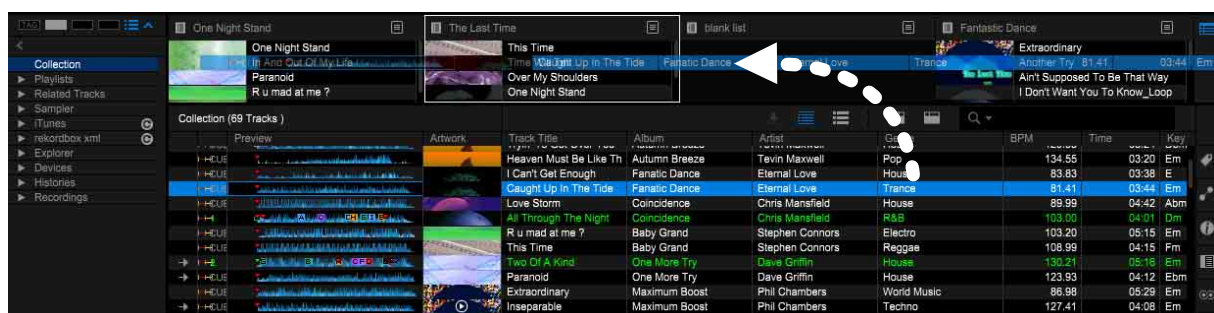 TAG
One Night Stand
The Last Time
blank list
Fantastic Dance
One Night Stand
In And Out Of My Life
Paranoid
R u mad at me ?
This Time
Over My Shoulders
One Night Stand
Caught Up In The Tide Fanatic Dance Eternal Love Trance 81.41 03:44 Em
Extraordinary
Another Try
Ain't Supposed To Be That Way
I Don't Want You To Know_Loop
Collection
Playlists
Related Tracks
Sampler
iTunes
rekordbox xml
Explorer
Devices
Histories
Recordings
Collection (69 Tracks )
Preview Artwork Track Title Album Artist Genre BPM Time Key
Heaven Must Be Like Th Autumn Breeze Tevin Maxwell Pop 134.55 03:20 Em
I Can't Get Enough Fanatic Dance Eternal Love House 83.83 03:38 E
Caught Up In The Tide Fanatic Dance Eternal Love Trance 81.41 03:44 Em
Love Storm Coincidence Chris Mansfield House 89.99 04:42 Abm
All Through The Night Coincidence Chris Mansfield R&B 103.00 04:01 Dm
R u mad at me ? Baby Grand Stephen Connors Electro 103.20 05:15 Em
This Time Baby Grand Stephen Connors Reggae 108.99 04:15 Fm
Two Of A Kind One More Try Dave Griffin House 130.21 05:16 Em
Paranoid One More Try Dave Griffin House 123.93 04:12 Ebm
Extraordinary Maximum Boost Phil Chambers World Music 86.98 05:29 Em
Inseparable Maximum Boost Phil Chambers Techno 127.41 04:08 Em